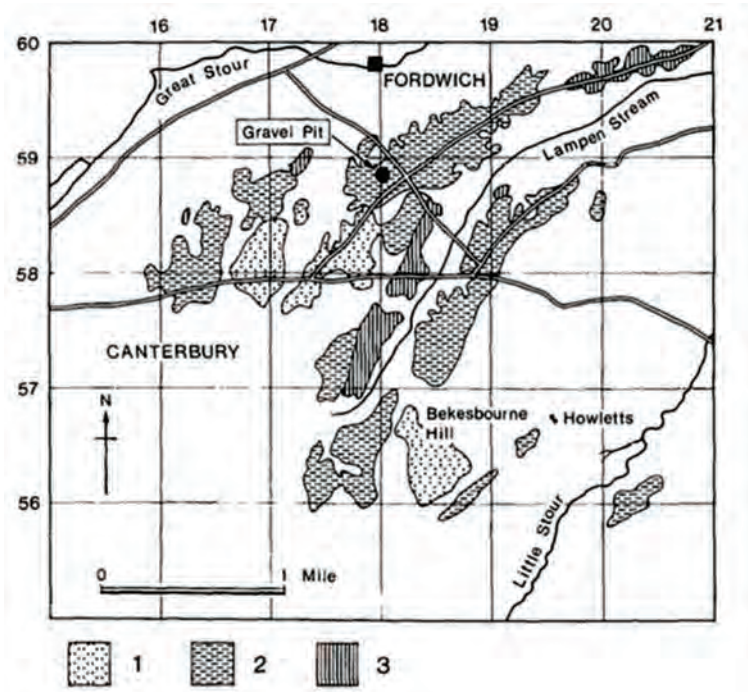 16 17 18 19 20 21
60
Great Stour
FORDWICH
Gravel Pit
Lampen Stream
59
58
CANTERBURY
57
N
Bekesbourne
Hill
Howletts
56
Little Stour
0 1 Mile
1 2 3